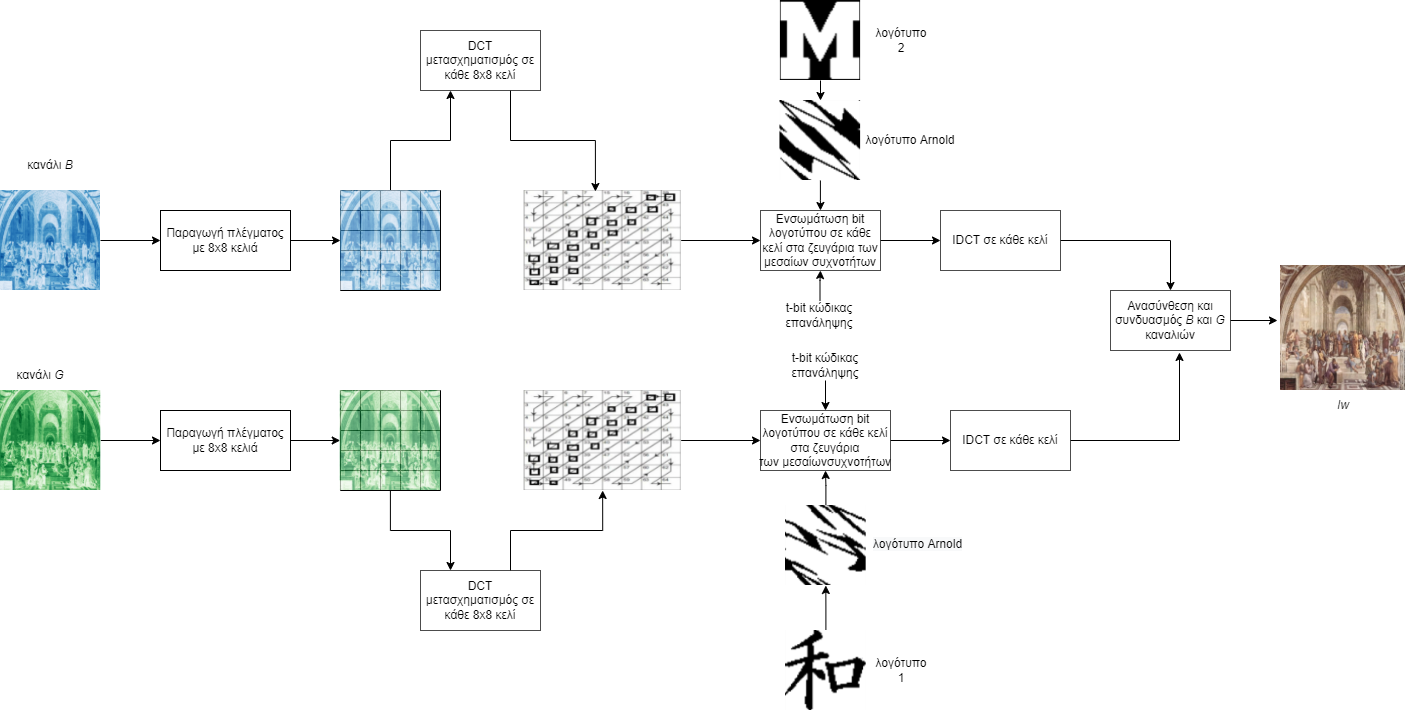 DCT
μετασχηματισμός σε
κάθε 8x8 κελί
λογότυπο
2
λογότυπο Arnold
κανάλι B
Παραγωγή πλέγματος
με 8x8 κελιά
Ενσωμάτωση bit
λογοτύπου σε κάθε
κελί στα ζευγάρια των
μεσαίων συχνοτήτων
IDCT σε κάθε κελί
t-bit κώδικας
επανάληψης
Ανασύνθεση και
συνδυασμός B και G
καναλιών
Iw
t-bit κώδικας
επανάληψης
κανάλι G
Παραγωγή πλέγματος
με 8x8 κελιά
Ενσωμάτωση bit
λογοτύπου σε κάθε κελί
στα ζευγάρια
των μεσαίωνσυχνοτήτων
IDCT σε κάθε κελί
λογότυπο Arnold
DCT
μετασχηματισμός σε
κάθε 8x8 κελί
和
λογότυπο
1
M